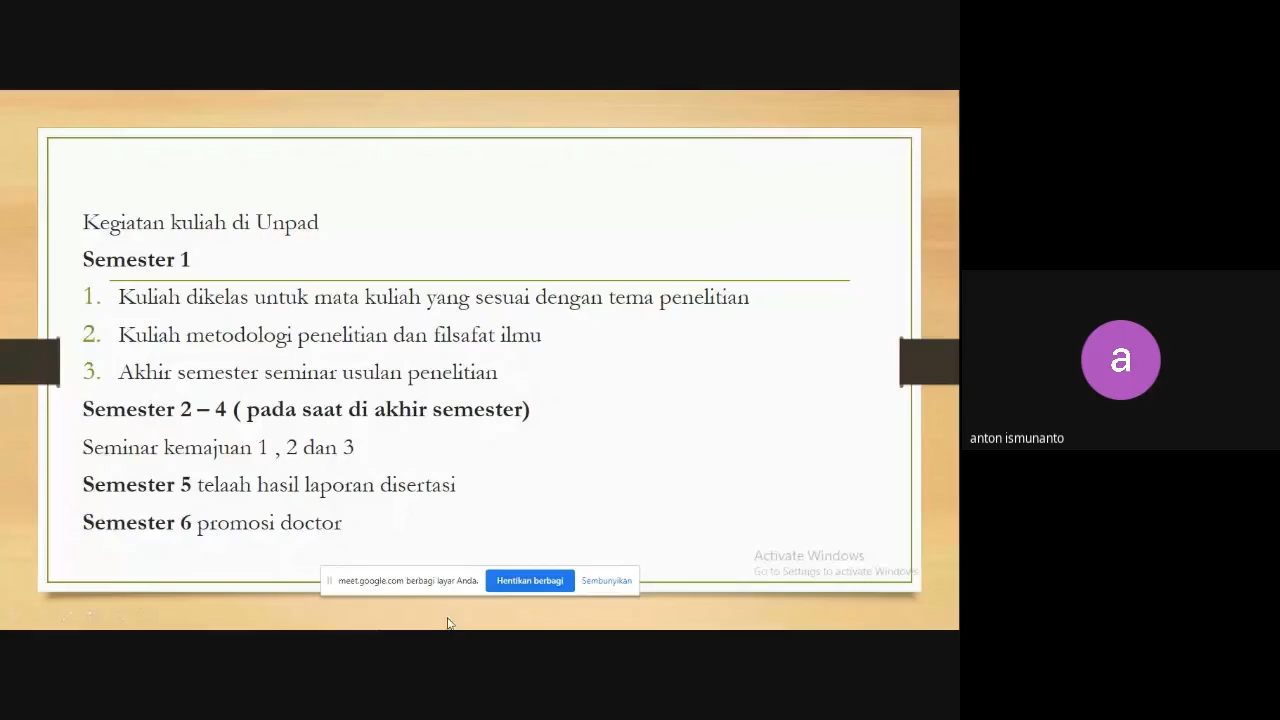 Kegiatan kuliah di Unpad
Semester 1
1. Kuliah dikelas untuk mata kuliah yang sesuai dengan tema penelitian
2. Kuliah metodologi penelitian dan filsafat ilmu
3. Akhir semester seminar usulan penelitian
Semester 2 – 4 ( pada saat di akhir semester)
Seminar kemajuan 1 , 2 dan 3
Semester 5 telaah hasil laporan disertasi
Semester 6 promosi doctor
Activate Windows
Go to Settings to activate Windows
meet.google.com berbagi layar Anda. Hentikan berbagi Sembunyikan
a
anton ismunanto